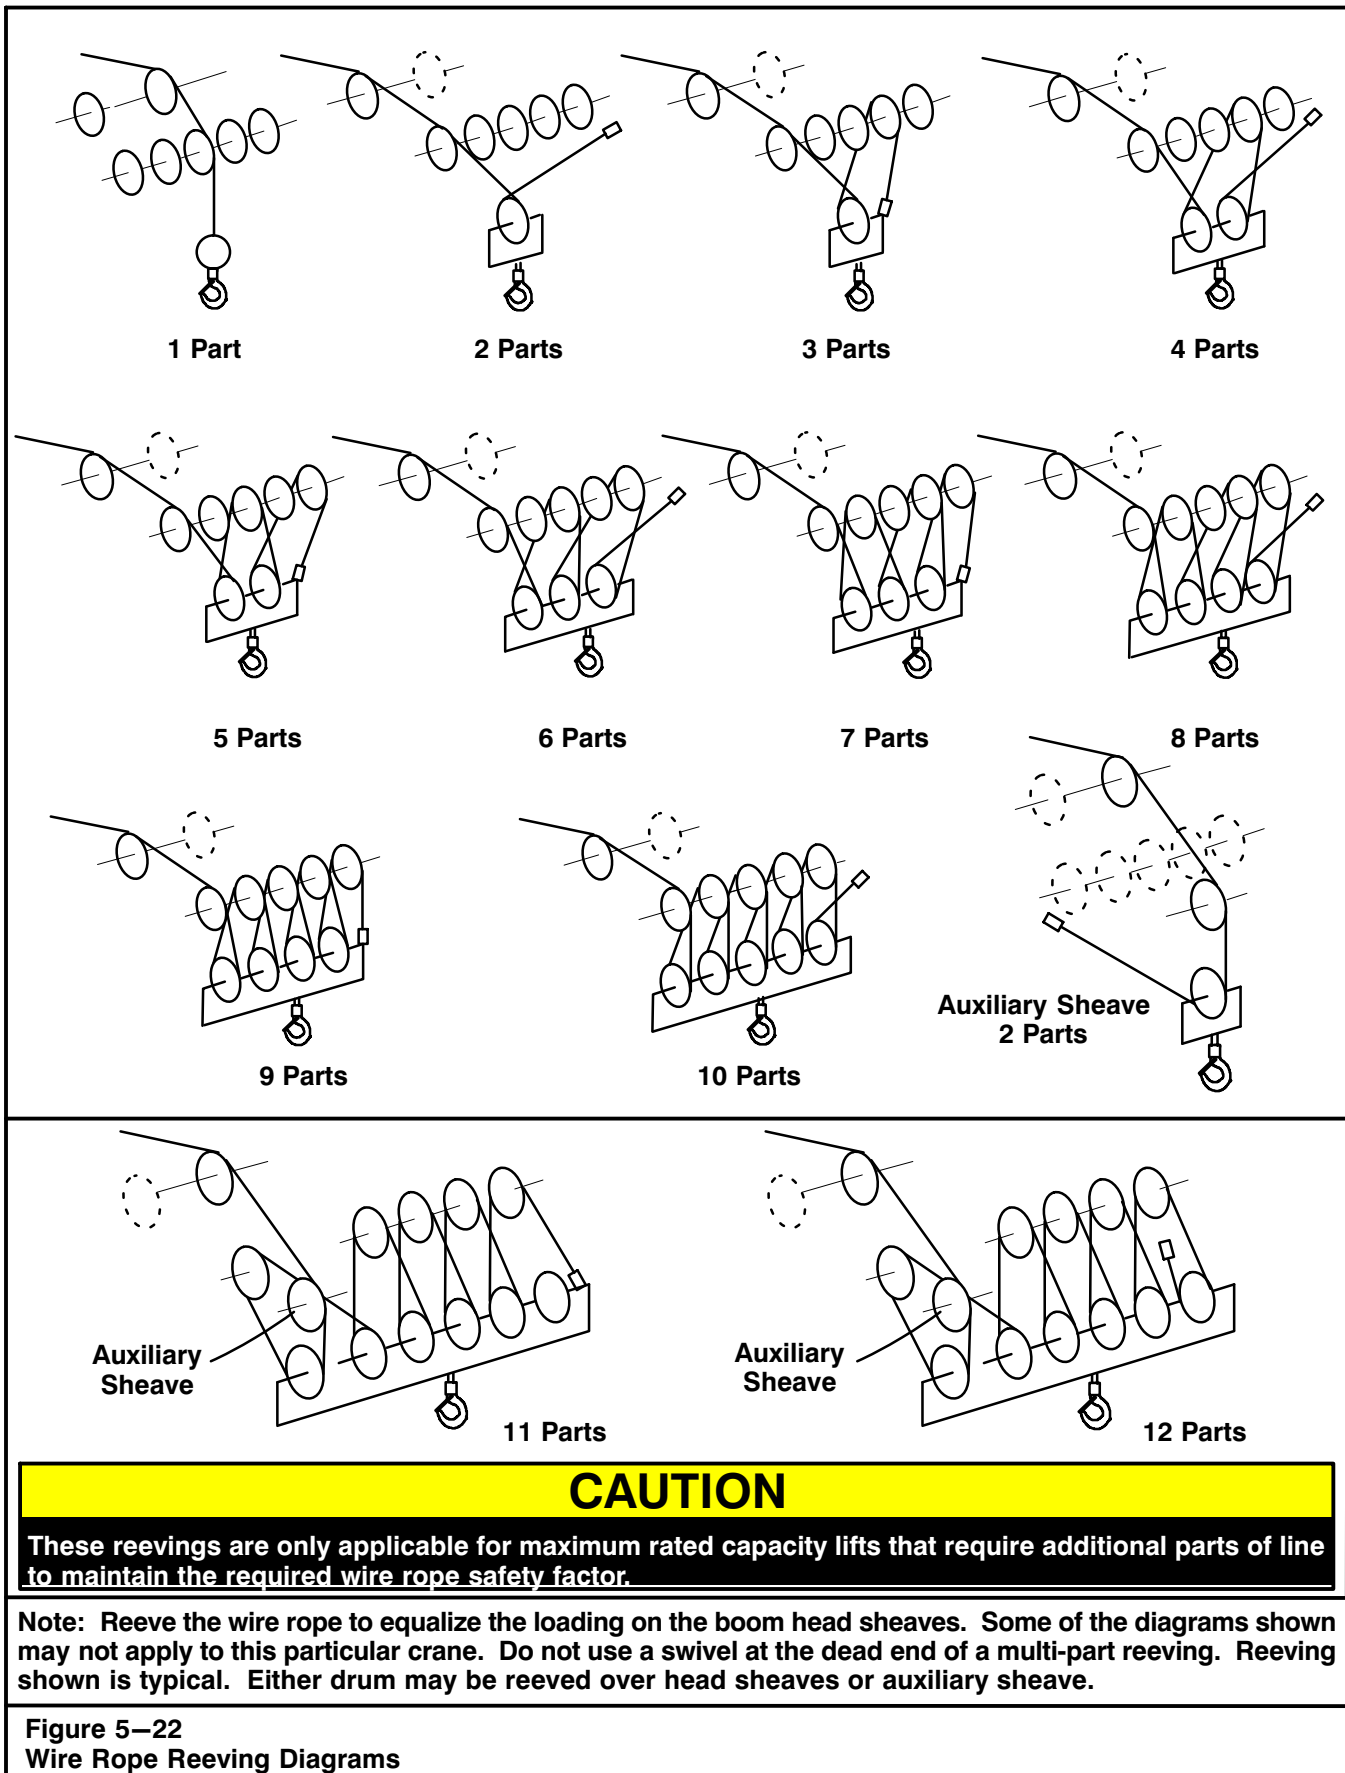 1 Part
2 Parts
3 Parts
4 Parts
5 Parts
6 Parts
7 Parts
8 Parts
9 Parts
10 Parts
Auxiliary Sheave
2 Parts
Auxiliary
Sheave
11 Parts
Auxiliary
Sheave
12 Parts
CAUTION
These reevings are only applicable for maximum rated capacity lifts that require additional parts of line
to maintain the required wire rope safety factor.
Note: Reeve the wire rope to equalize the loading on the boom head sheaves. Some of the diagrams shown
may not apply to this particular crane. Do not use a swivel at the dead end of a multi-part reeving. Reeving
shown is typical. Either drum may be reeved over head sheaves or auxiliary sheave.
Figure 5–22
Wire Rope Reeving Diagrams